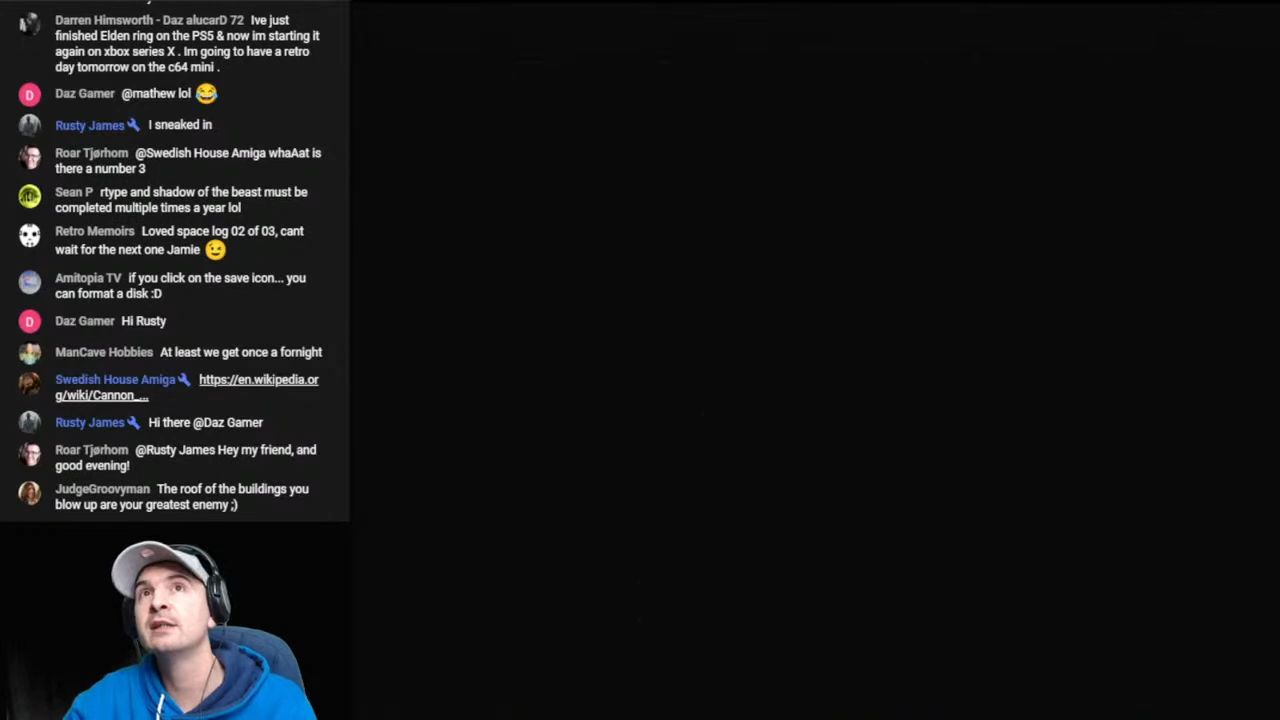 Darren Himsworth - Daz alucarD 72 Ive just
finished Elden ring on the PS5 & now im starting it
again on xbox series X . Im going to have a retro
day tomorrow on the c64 mini .
D Daz Gamer @mathew lol 😂
Rusty James I sneaked in
Roar Tjørhom @Swedish House Amiga whaAat is
there a number 3
Sean P rtype and shadow of the beast must be
completed multiple times a year lol
Retro Memoirs Loved space log 02 of 03, cant
wait for the next one Jamie 😉
Amitopia TV if you click on the save icon... you
can format a disk :D
D Daz Gamer Hi Rusty
ManCave Hobbies At least we get once a fornight
Swedish House Amiga https://en.wikipedia.or
g/wiki/Cannon_...
Rusty James Hi there @Daz Gamer
Roar Tjørhom @Rusty James Hey my friend, and
good evening!
JudgeGroovyman The roof of the buildings you
blow up are your greatest enemy ;)